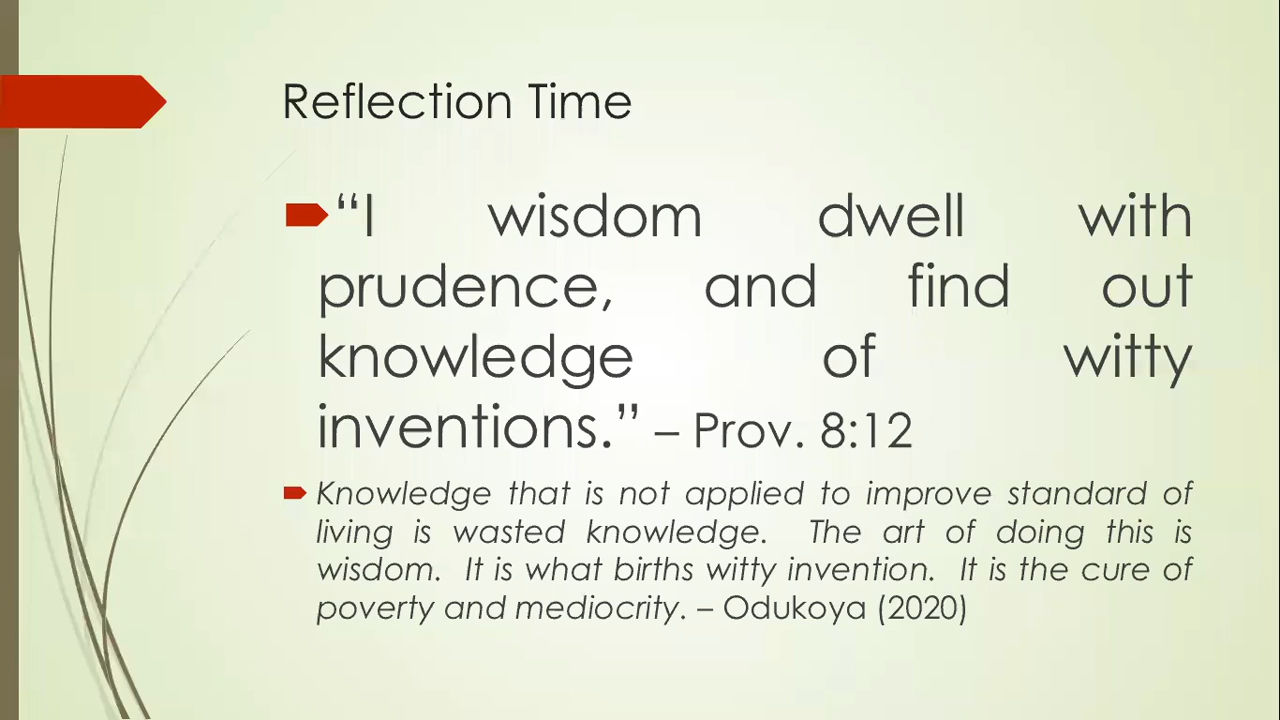 Reflection Time
“I wisdom dwell with
prudence, and find out
knowledge of witty
inventions.” – Prov. 8:12
Knowledge that is not applied to improve standard of
living is wasted knowledge. The art of doing this is
wisdom. It is what births witty invention. It is the cure of
poverty and mediocrity. – Odukoya (2020)